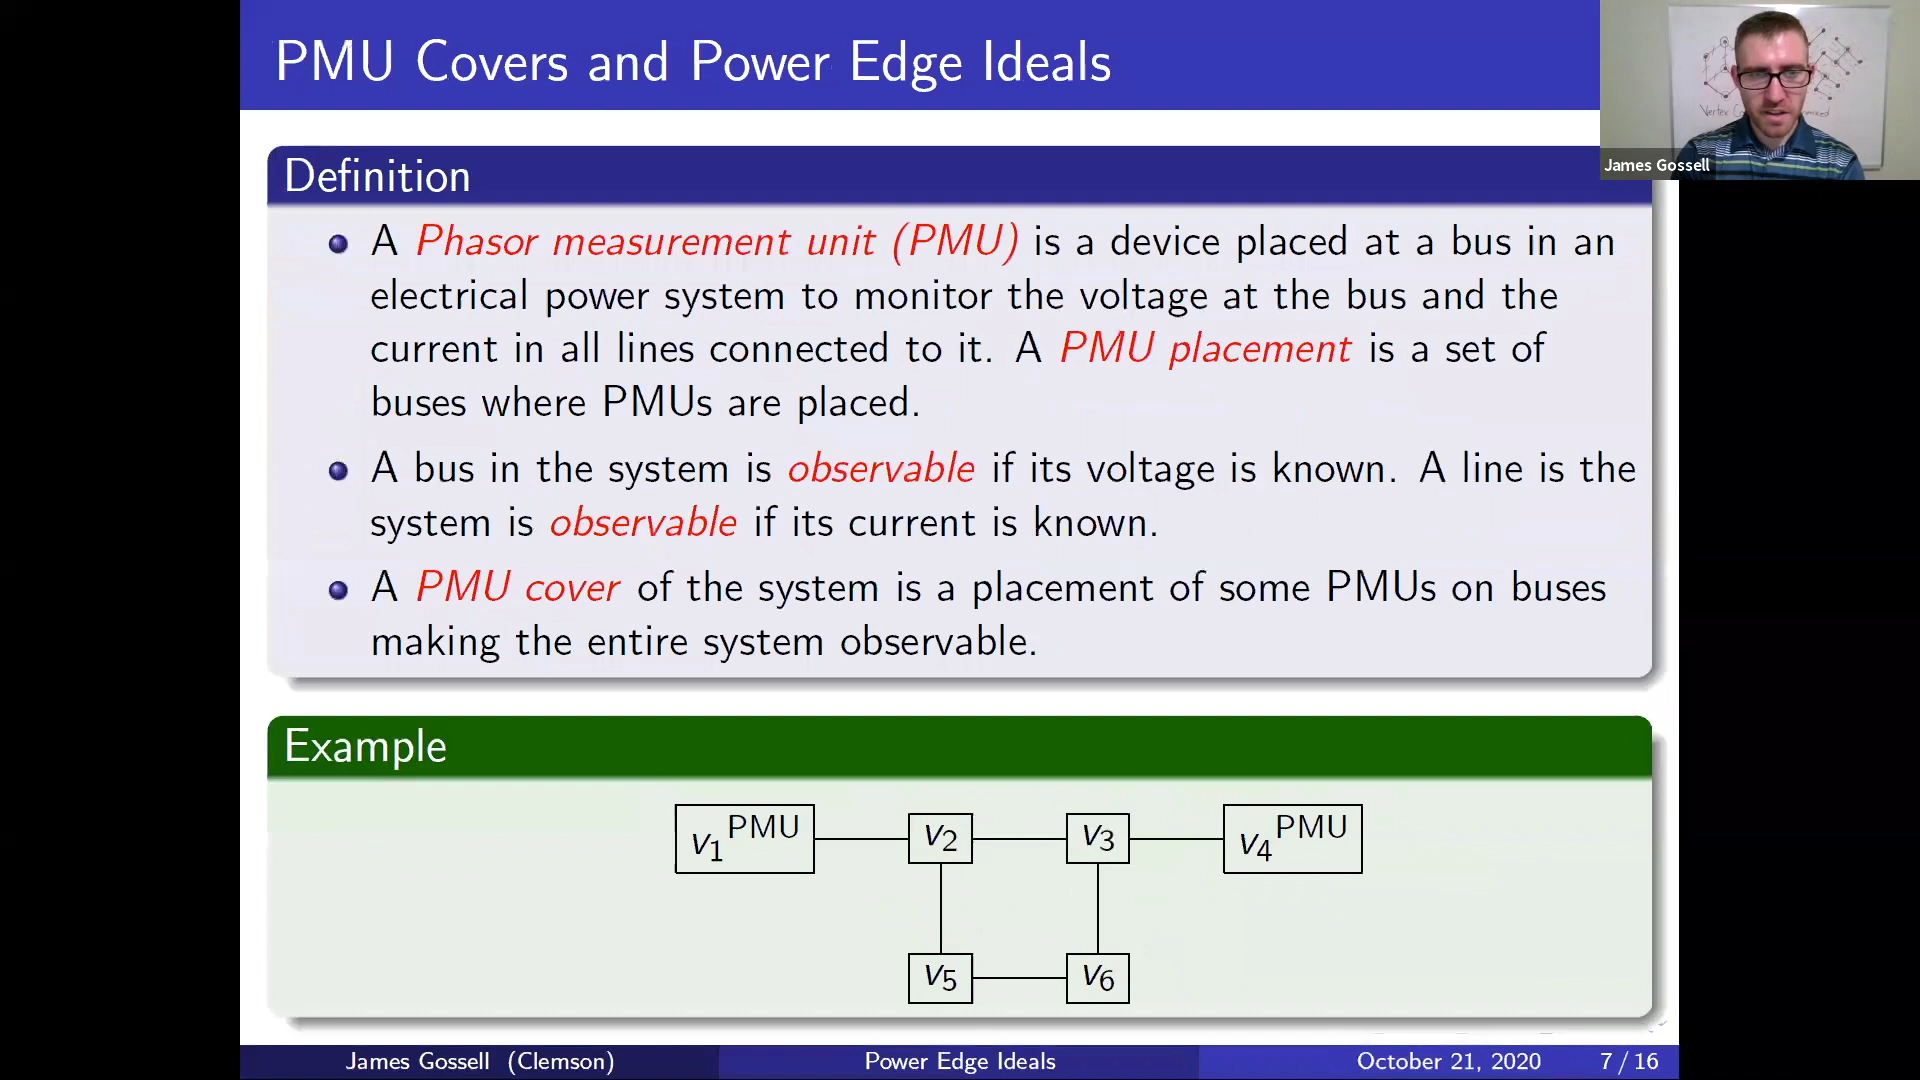 PMU Covers and Power Edge Ideals
James Gossell
Definition
A Phasor measurement unit (PMU) is a device placed at a bus in an
electrical power system to monitor the voltage at the bus and the
current in all lines connected to it. A PMU placement is a set of
buses where PMUs are placed.
A bus in the system is observable if its voltage is known. A line is the
system is observable if its current is known.
A PMU cover of the system is a placement of some PMUs on buses
making the entire system observable.
Example
v1 PMU v2 v3 v4 PMU
v5 v6
James Gossell (Clemson) Power Edge Ideals October 21, 2020 7 / 16